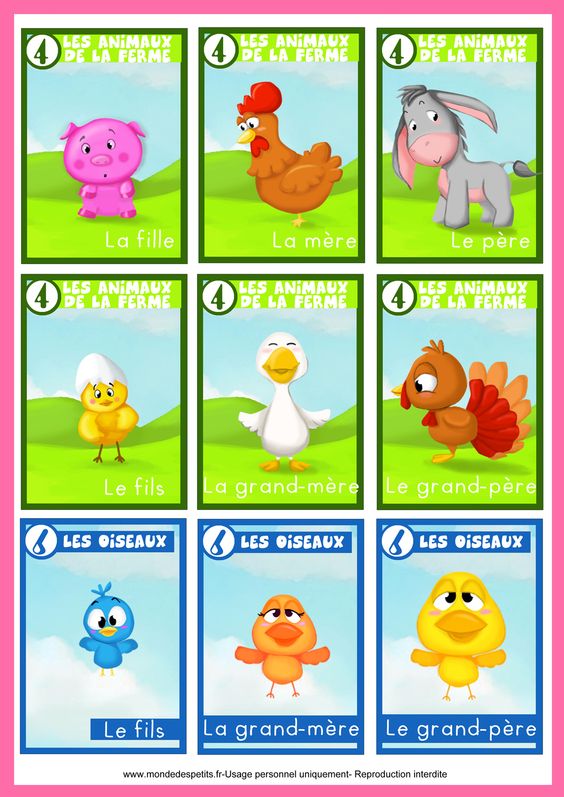 4 LES ANIMAUX
DE LA FERME
La fille
4 LES ANIMAUX
DE LA FERME
La mère
4 LES ANIMAUX
DE LA FERME
Le père
4 LES ANIMAUX
DE LA FERME
Le fils
4 LES ANIMAUX
DE LA FERME
La grand-mère
4 LES ANIMAUX
DE LA FERME
Le grand-père
6 LES OISEAUX
Le fils
6 LES OISEAUX
La grand-mère
6 LES OISEAUX
Le grand-père
www.mondedespetits.fr-Usage personnel uniquement- Reproduction interdite